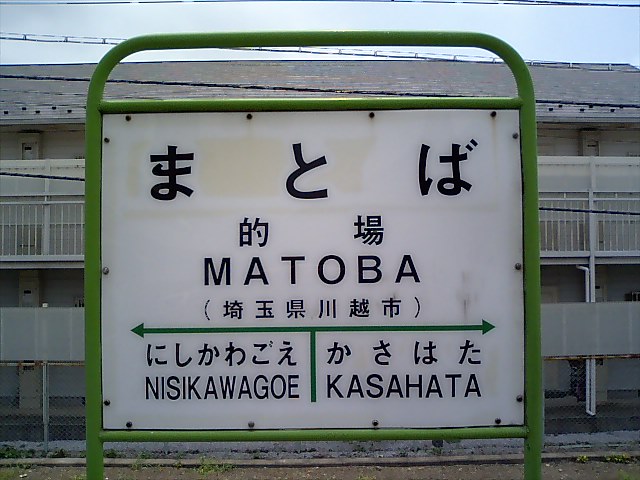 まとば
的場
MATOBA
(埼玉県川越市)
にしかわごえ かさはた
NISIKAWAGOE KASAHATA